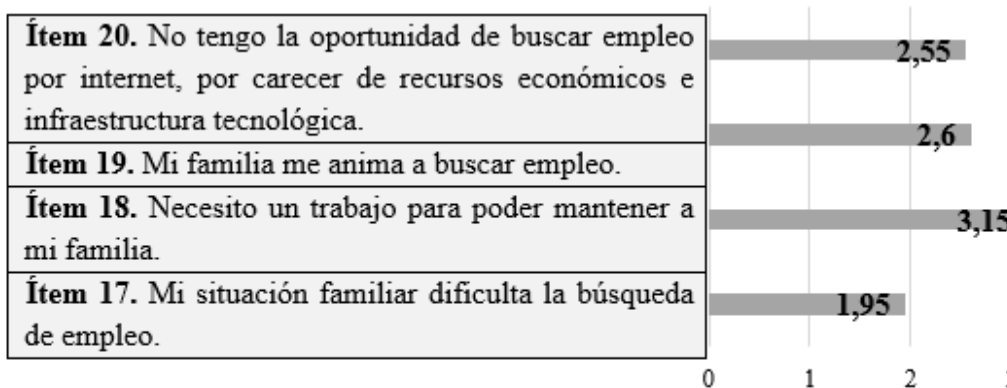 Ítem 20. No tengo la oportunidad de buscar empleo
por internet, por carecer de recursos económicos e
infraestructura tecnológica.
Ítem 19. Mi familia me anima a buscar empleo.
Ítem 18. Necesito un trabajo para poder mantener a
mi familia.
Ítem 17. Mi situación familiar dificulta la búsqueda
de empleo.
2,55
2,6
3,15
1,95
0 1 2